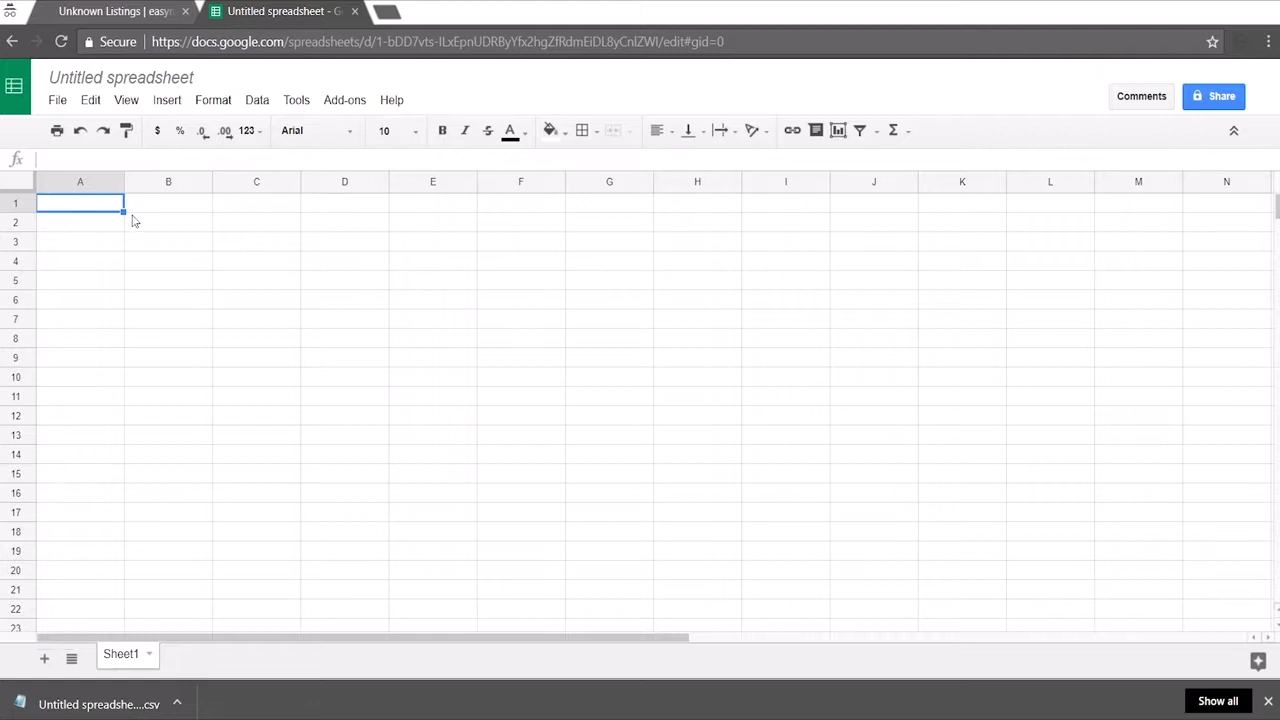 Unknown Listings | easyn
Untitled spreadsheet - G
Secure https://docs.google.com/spreadsheets/d/1-bDD7vts-ILxEpnUDRByYfx2hgZfRdmEiDL8yCnlZWI/edit#gid=0
Untitled spreadsheet
File Edit View Insert Format Data Tools Add-ons Help
Comments
Share
$ % .0 .00 123 Arial 10 B I S A Σ
fx
A B C D E F G H I J K L M N
1
2
3
4
5
6
7
8
9
10
11
12
13
14
15
16
17
18
19
20
21
22
23
Sheet1
Untitled spreadshe....csv
Show all